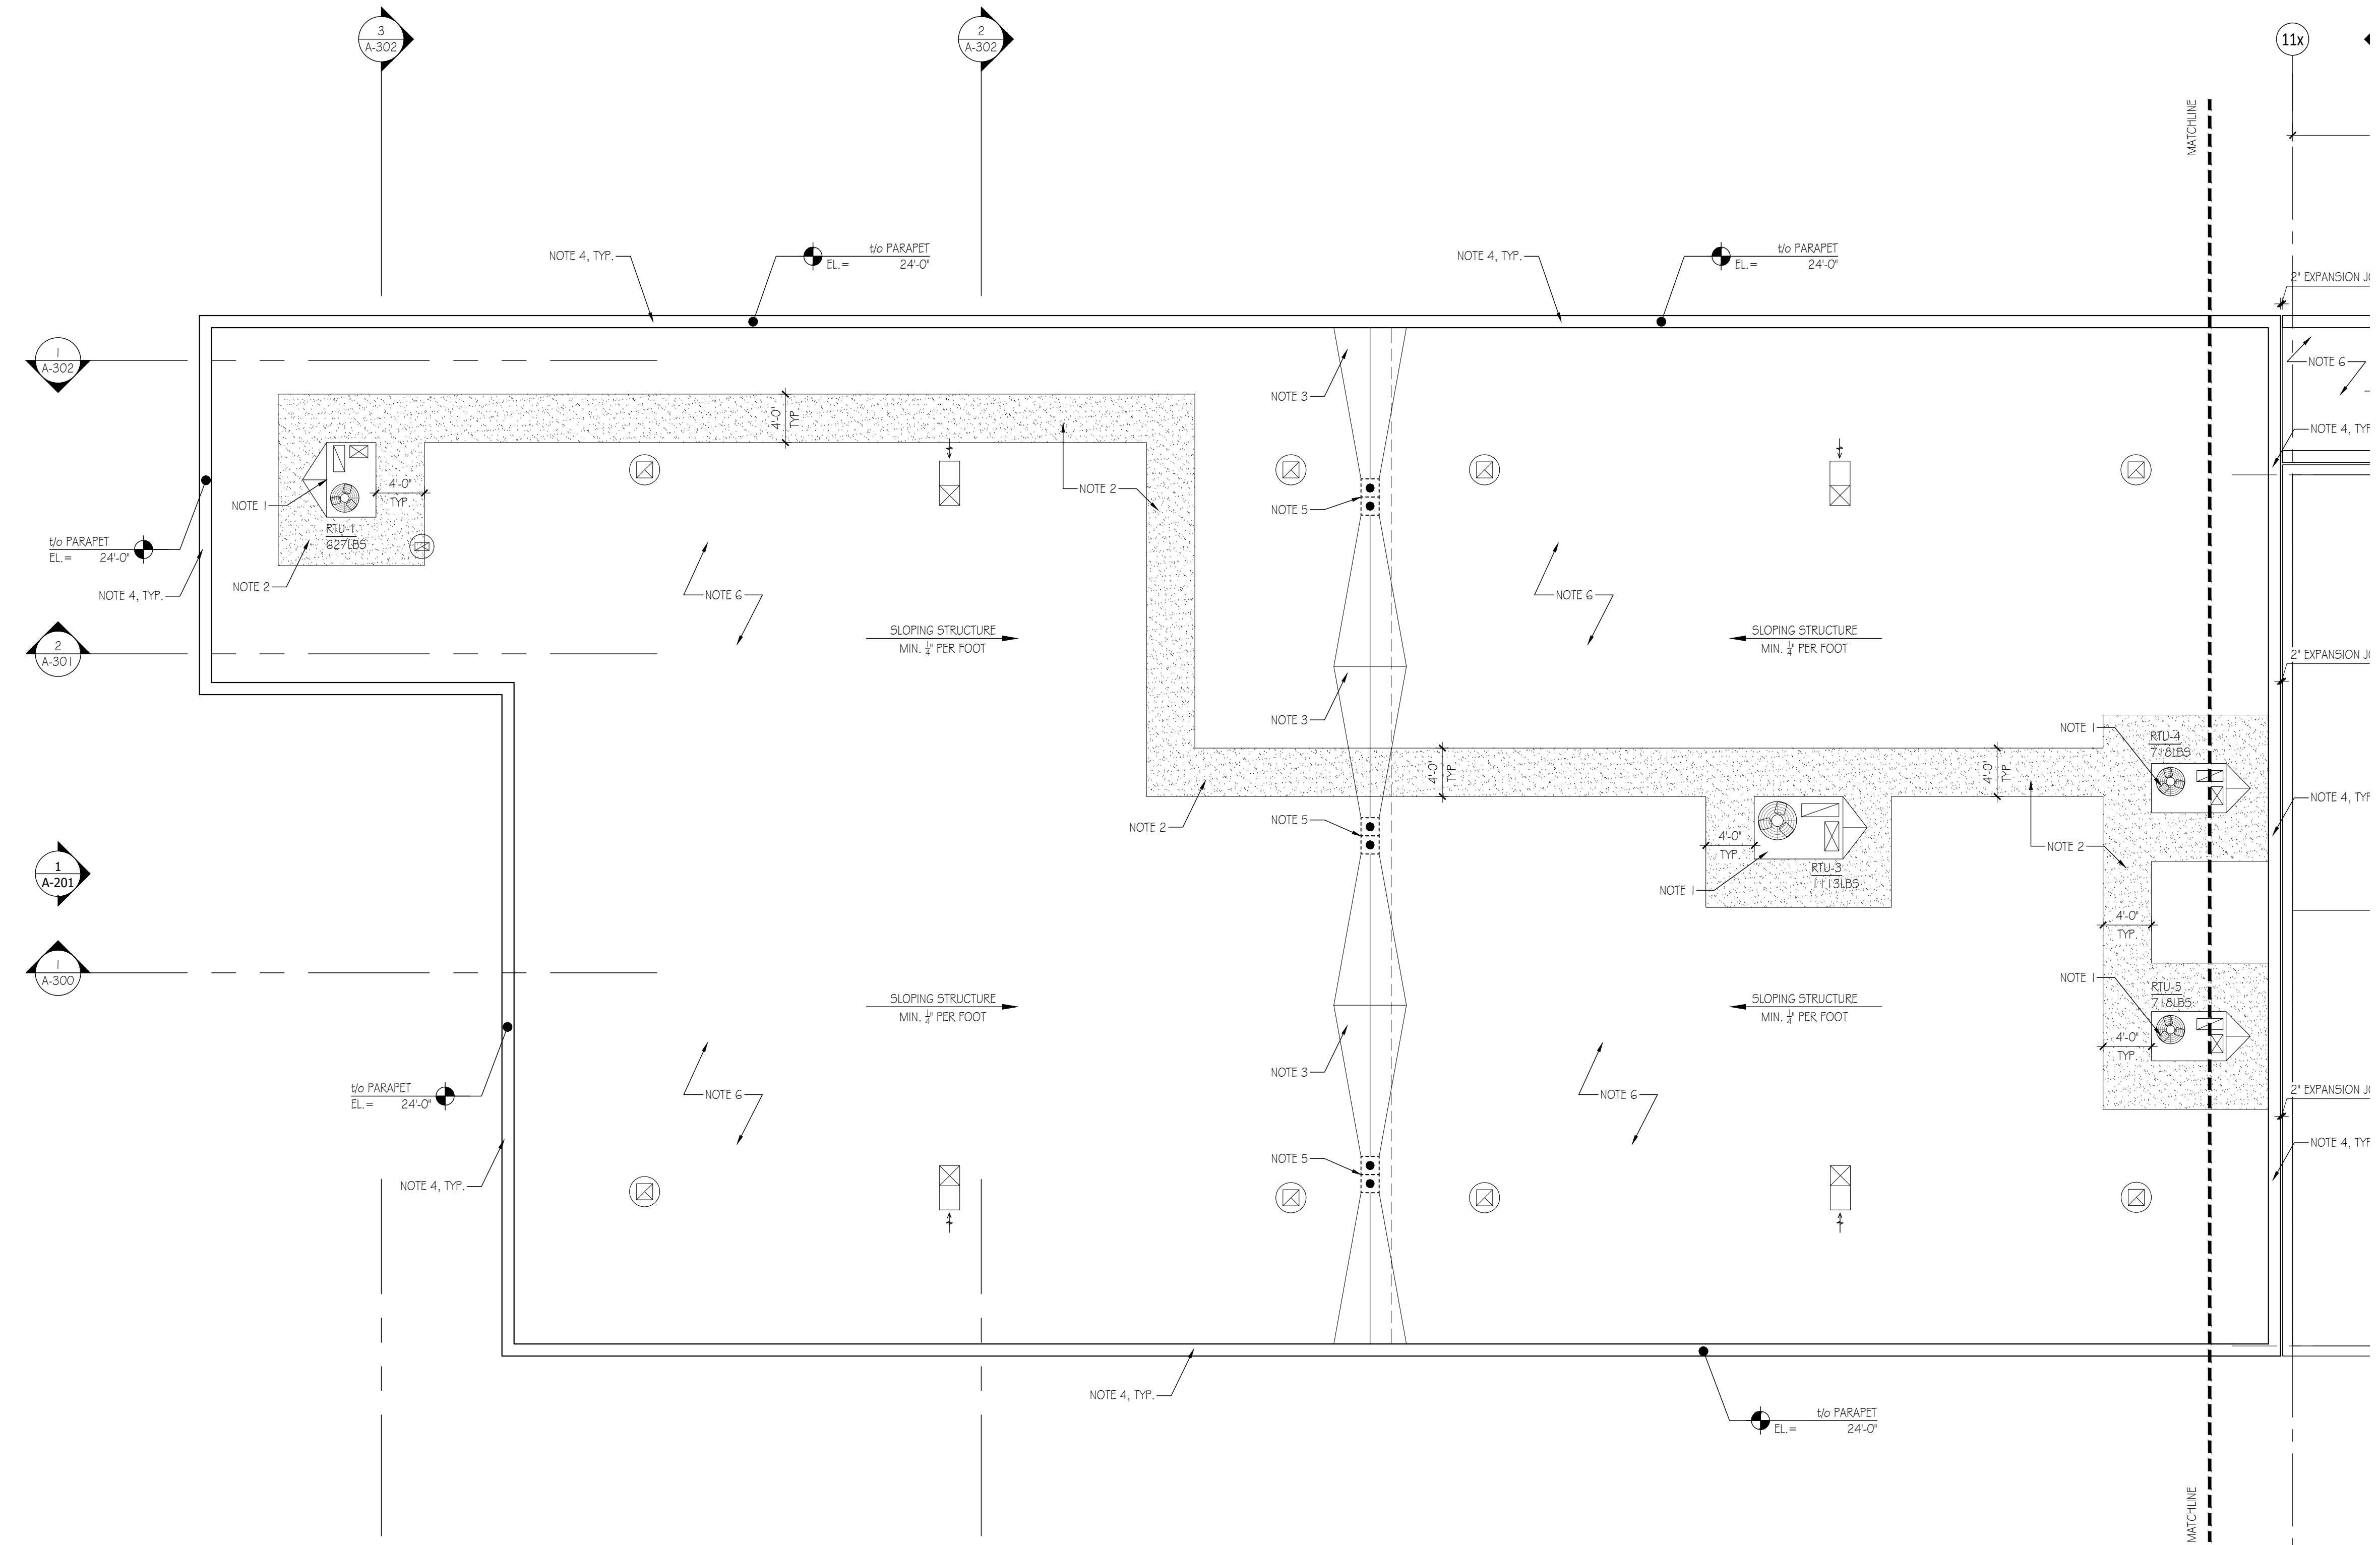 3
A-302
2
A-302
11x
MATCHLINE
NOTE 4, TYP.
t/o PARAPET
EL.= 24'-0"
NOTE 4, TYP.
t/o PARAPET
EL.= 24'-0"
2" EXPANSION JO
1
A-302
NOTE 6
NOTE 3
4'-0"
TYP.
NOTE 4, TYP
NOTE 2
4'-0"
TYP.
NOTE 1
NOTE 5
RTU-1
627LBS
t/o PARAPET
EL.= 24'-0"
NOTE 2
NOTE 4, TYP.
NOTE 6
NOTE 6
SLOPING STRUCTURE
MIN. 1/4" PER FOOT
SLOPING STRUCTURE
MIN. 1/4" PER FOOT
2
A-301
2" EXPANSION JO
NOTE 3
NOTE 1
RTU-4
718LBS
4'-0"
TYP.
4'-0"
TYP.
NOTE 4, TYP
NOTE 2
NOTE 5
4'-0"
TYP.
NOTE 2
1
A-201
RTU-3
1113LBS
NOTE 1
4'-0"
TYP.
1
A-300
NOTE 1
RTU-5
718LBS
SLOPING STRUCTURE
MIN. 1/4" PER FOOT
SLOPING STRUCTURE
MIN. 1/4" PER FOOT
4'-0"
TYP.
NOTE 3
t/o PARAPET
EL.= 24'-0"
NOTE 6
NOTE 6
2" EXPANSION JO
NOTE 4, TYP
NOTE 5
NOTE 4, TYP.
NOTE 4, TYP.
t/o PARAPET
EL.= 24'-0"
MATCHLINE